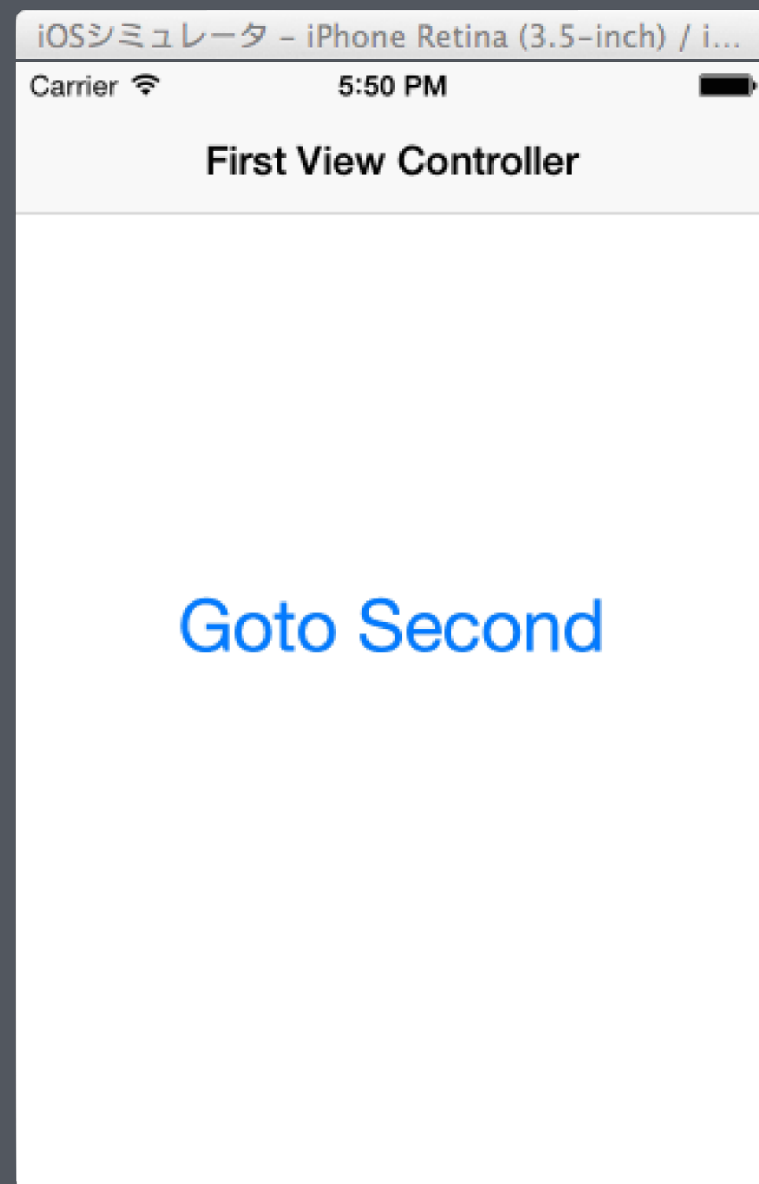 iOSシミュレータ – iPhone Retina (3.5-inch) / i...
Carrier 5:50 PM
First View Controller
Goto Second